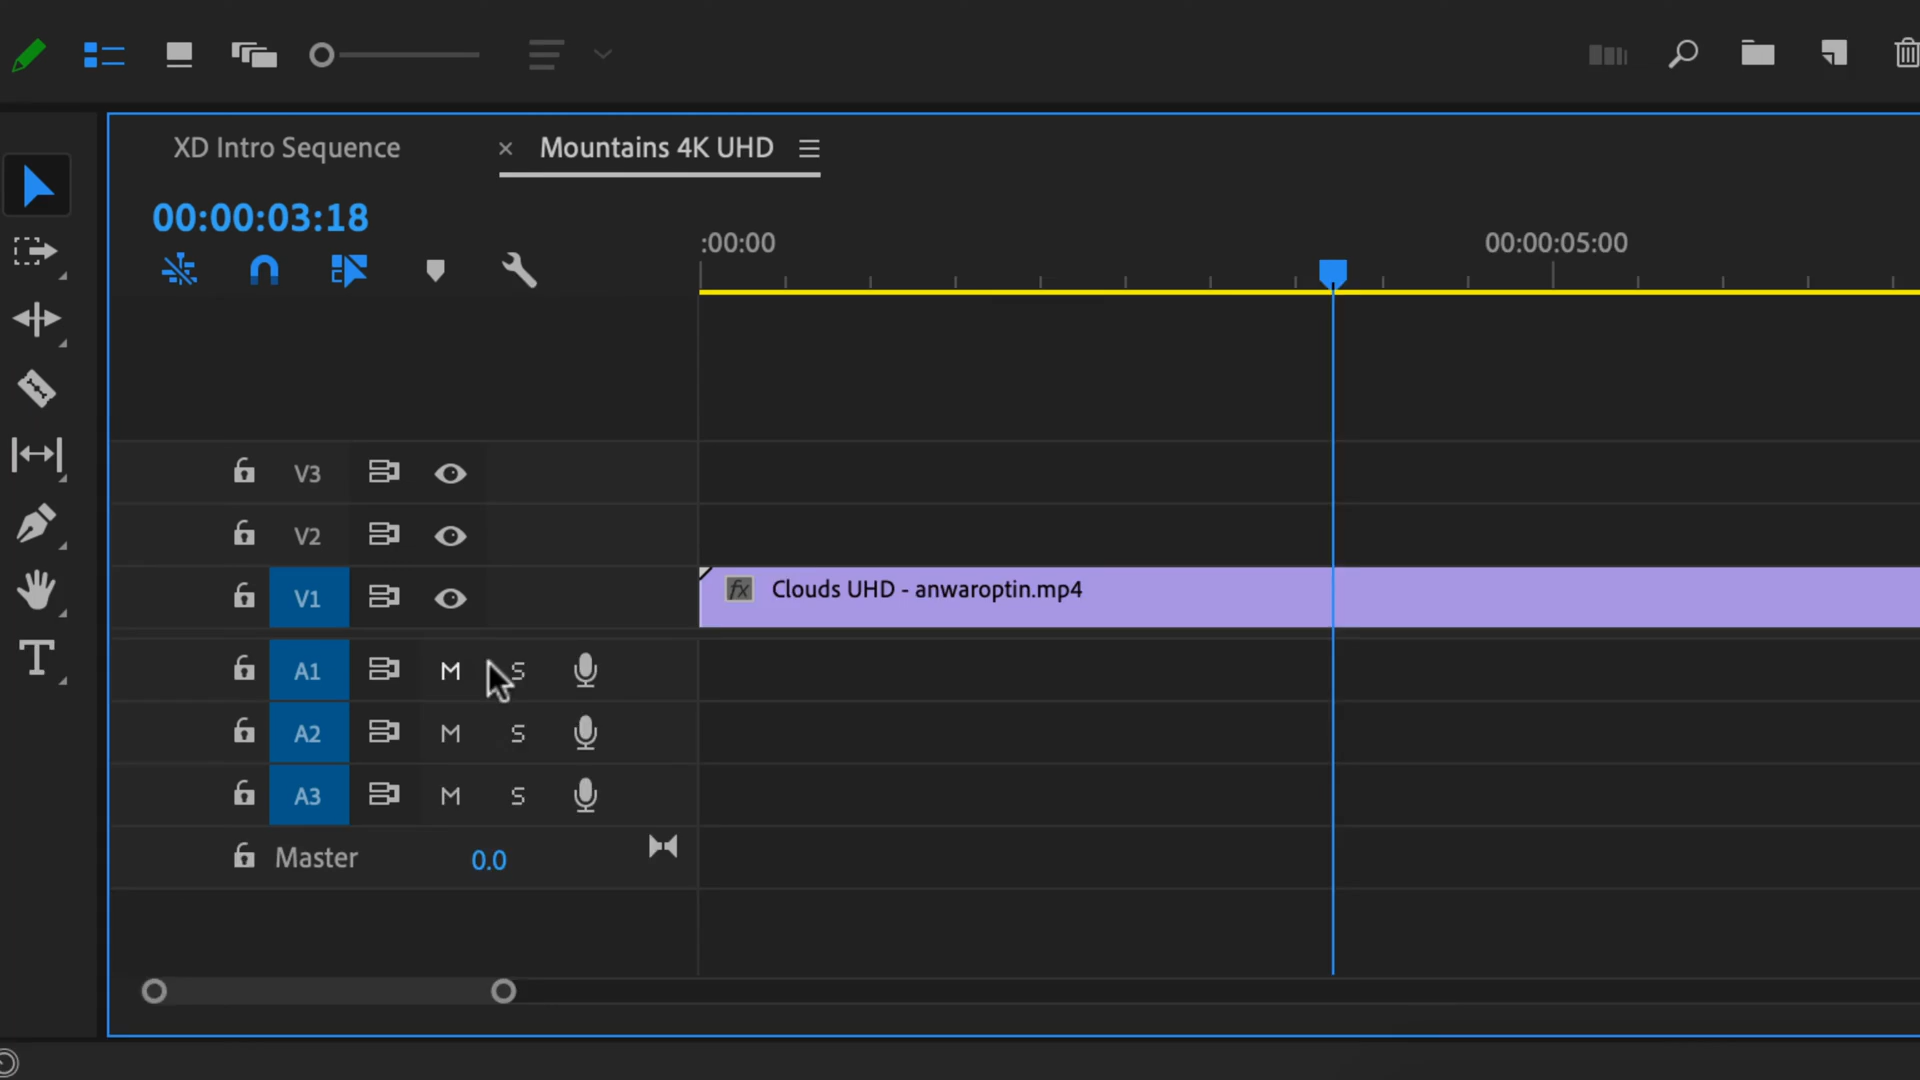 XD Intro Sequence
× Mountains 4K UHD
00:00:03:18
:00:00
00:00:05:00
V3
V2
V1
fx Clouds UHD - anwaroptin.mp4
A1 M S
A2 M S
A3 M S
Master 0.0